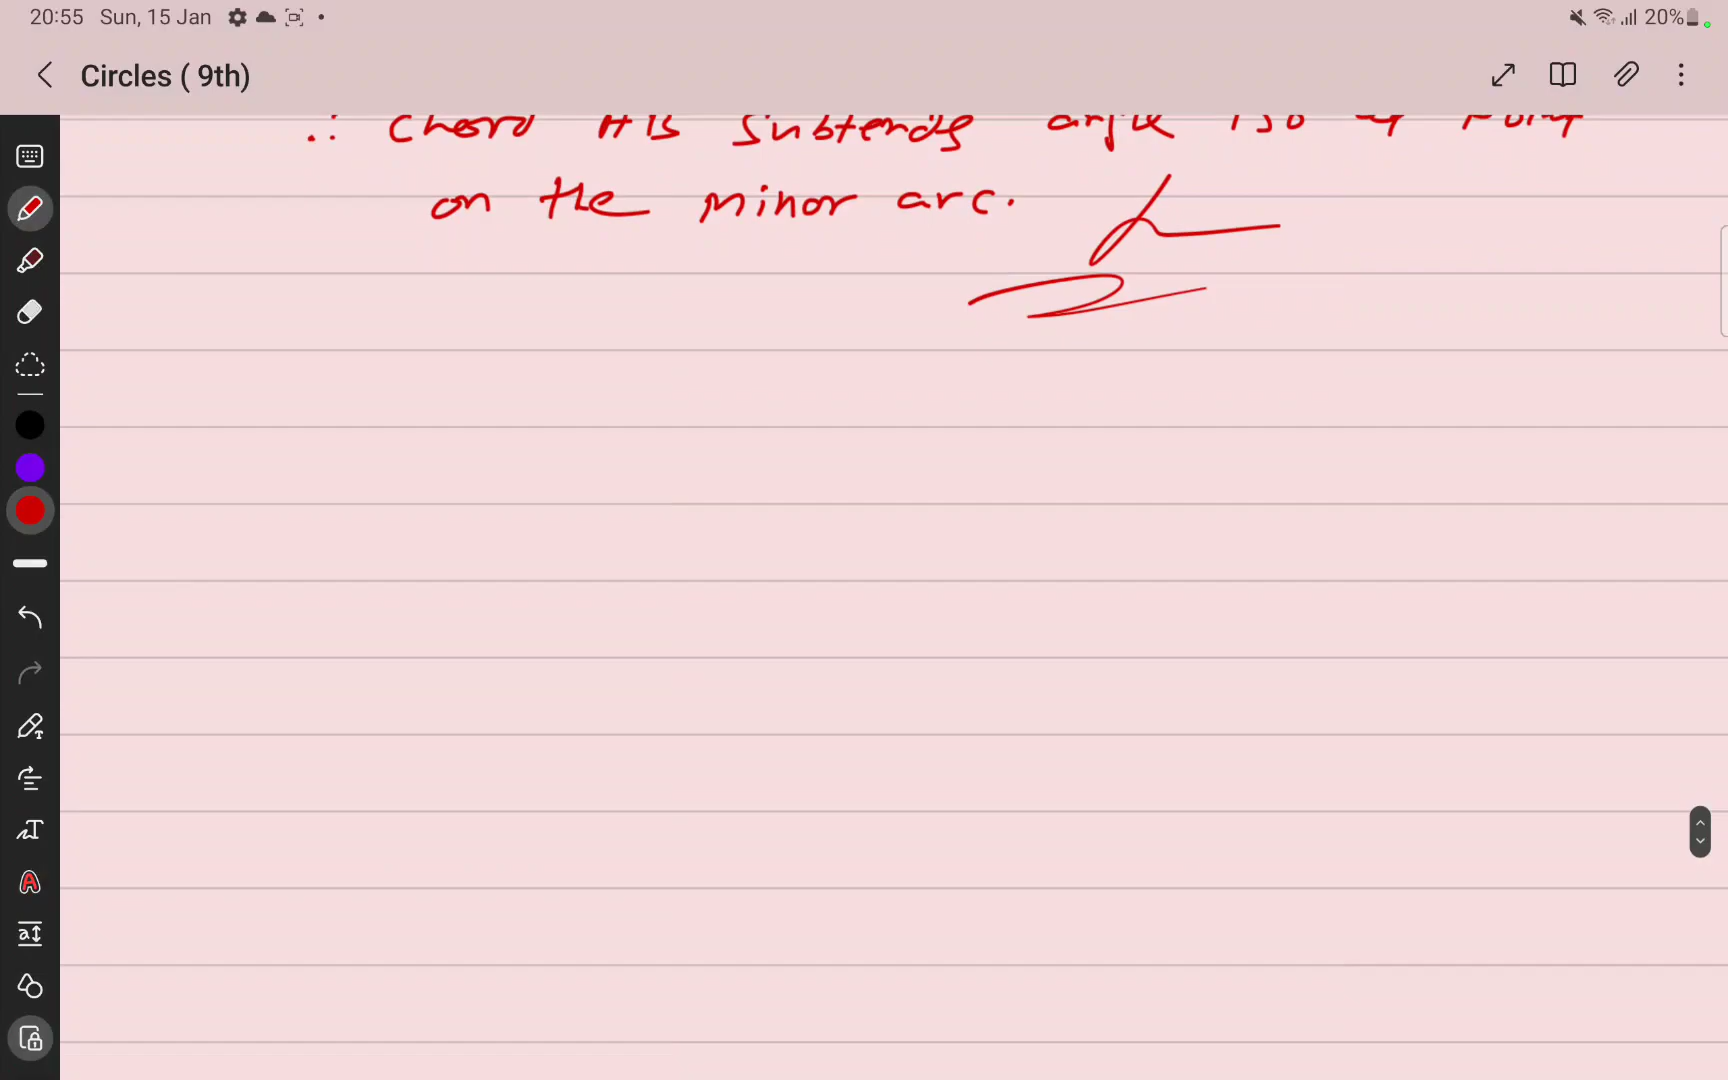 20:55 Sun, 15 Jan
20%
Circles ( 9th)
∴ Chord AB Subtends angle 150 at point
on the minor arc.